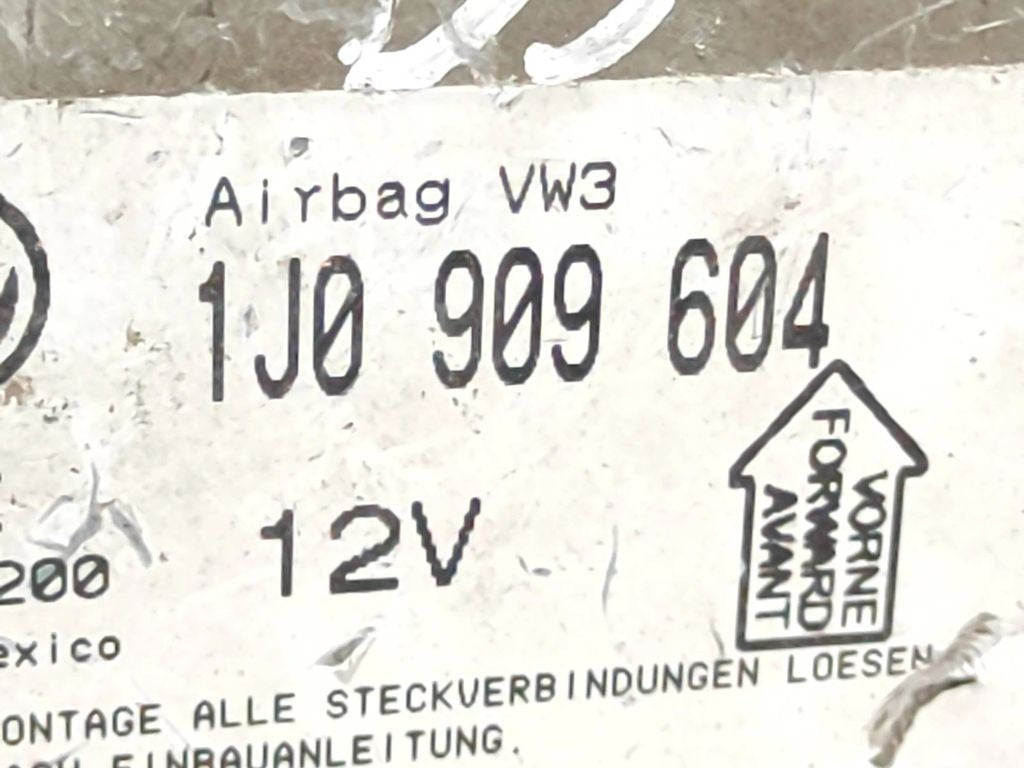 Airbag VW3
1J0 909 604
12V
VORNE
FORWARD
AVANT
200
exico
ONTAGE ALLE STECKVERBINDUNGEN LOESEN
EINBAUANLEITUNG.